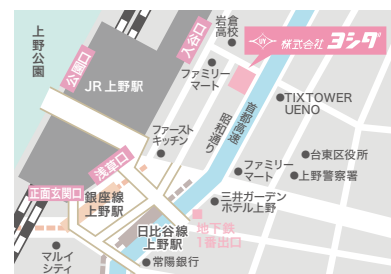 岩倉
高校
入谷口
株式会社 ヨシダ
上野公園
公園口
JR上野駅
ファミリー
マート
首都高速
昭和通り
TIXTOWER
UENO
ファースト
キッチン
浅草口
ファミリー
マート
台東区役所
上野警察署
正面玄関口
銀座線
上野駅
三井ガーデン
ホテル上野
地下鉄
1番出口
日比谷線
上野駅
マルイ
シティ
常陽銀行